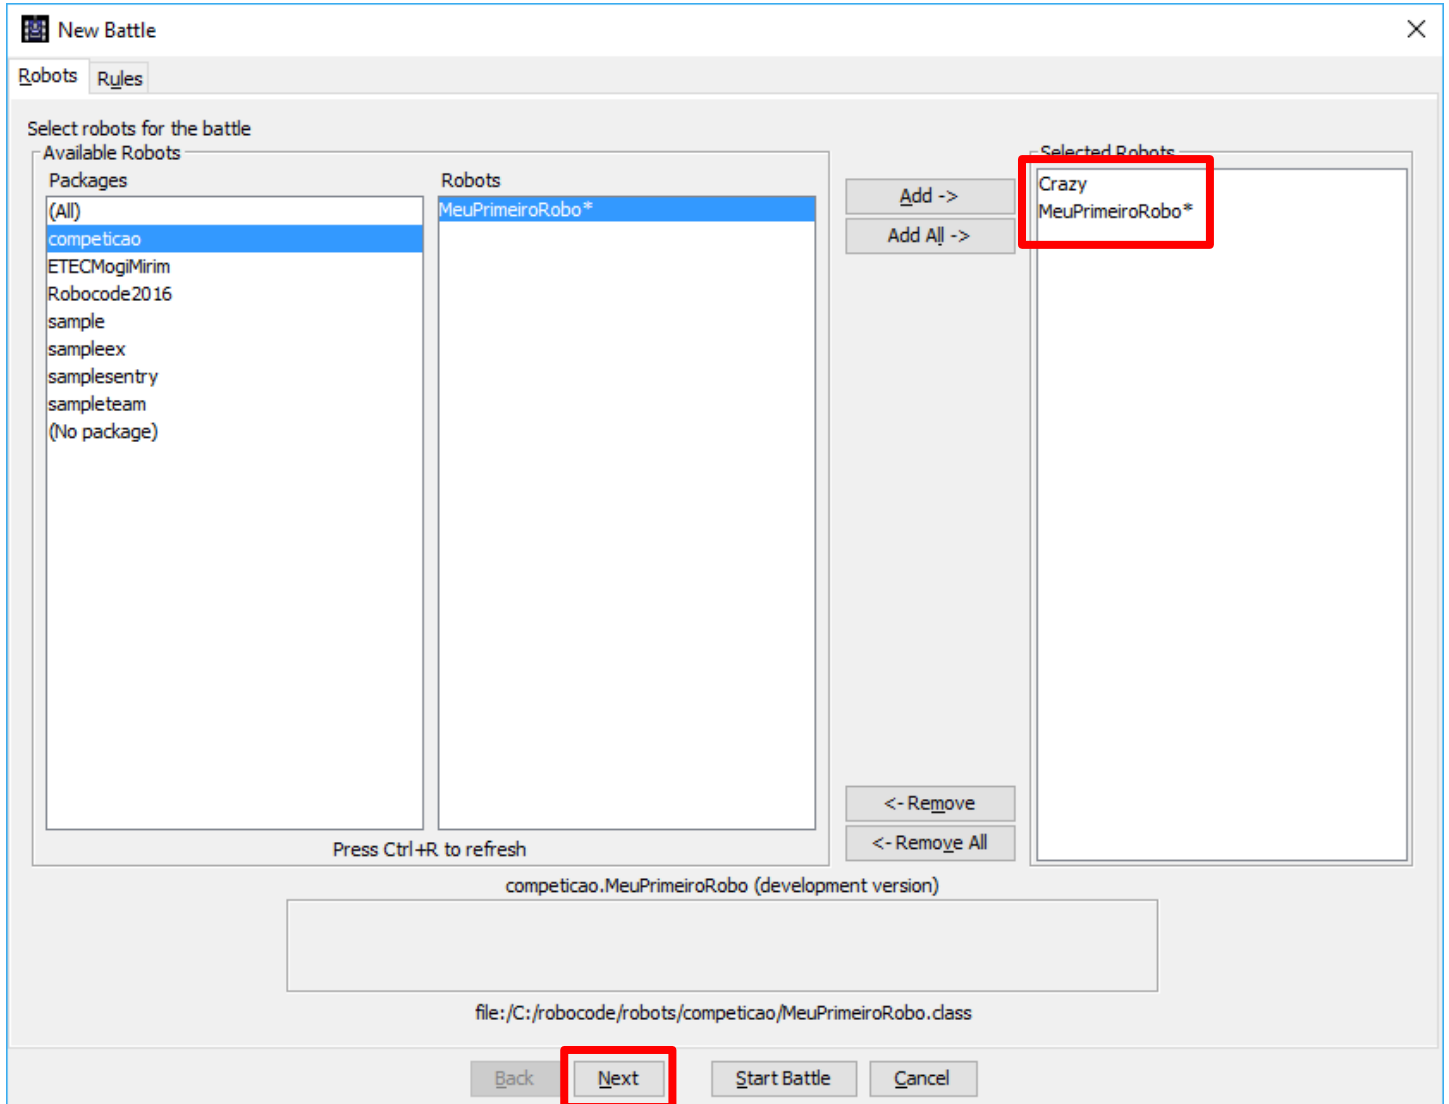 New Battle
Robots Rules
Select robots for the battle
Available Robots
Packages
(All)
competicao
ETECMogiMirim
Robocode2016
sample
sampleex
samplesentry
sampleteam
(No package)
Robots
MeuPrimeiroRobo*
Press Ctrl+R to refresh
Add ->
Add All ->
<- Remove
<- Remove All
Selected Robots
Crazy
MeuPrimeiroRobo*
competicao.MeuPrimeiroRobo (development version)
file:/C:/robocode/robots/competicao/MeuPrimeiroRobo.class
Back Next Start Battle Cancel